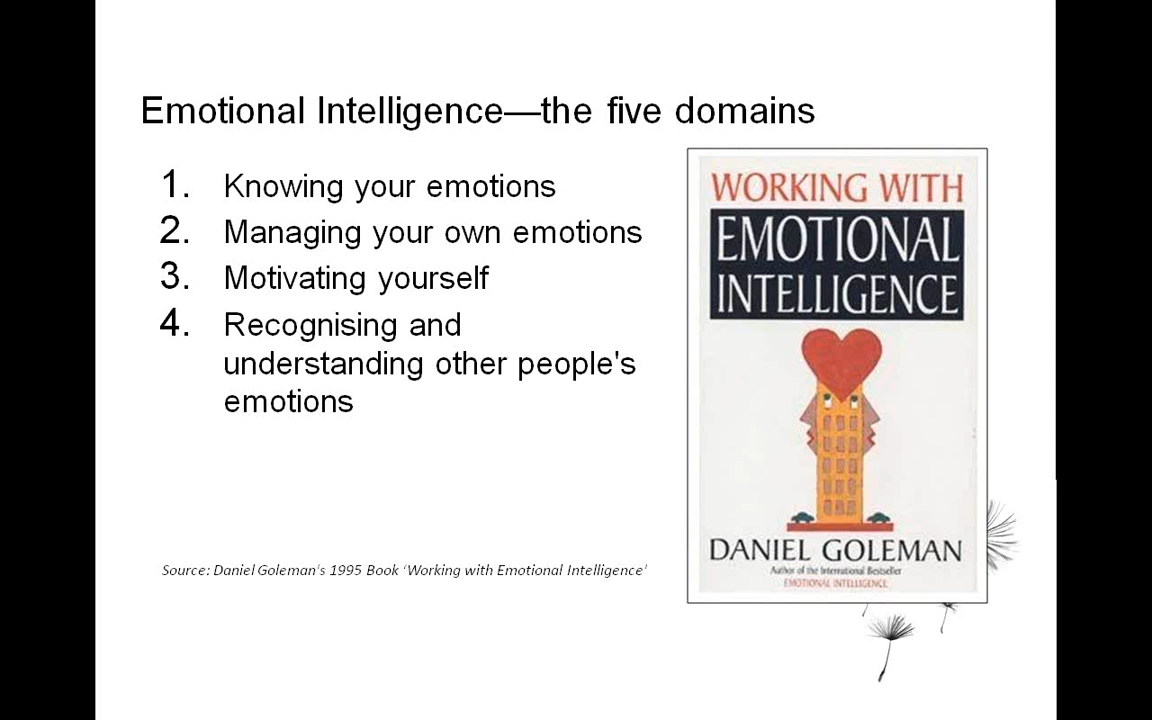 Emotional Intelligence—the five domains
1. Knowing your emotions
2. Managing your own emotions
3. Motivating yourself
4. Recognising and
understanding other people's
emotions
Source: Daniel Goleman's 1995 Book 'Working with Emotional Intelligence'
WORKING WITH
EMOTIONAL
INTELLIGENCE
DANIEL GOLEMAN
Author of the International Bestseller
EMOTIONAL INTELLIGENCE